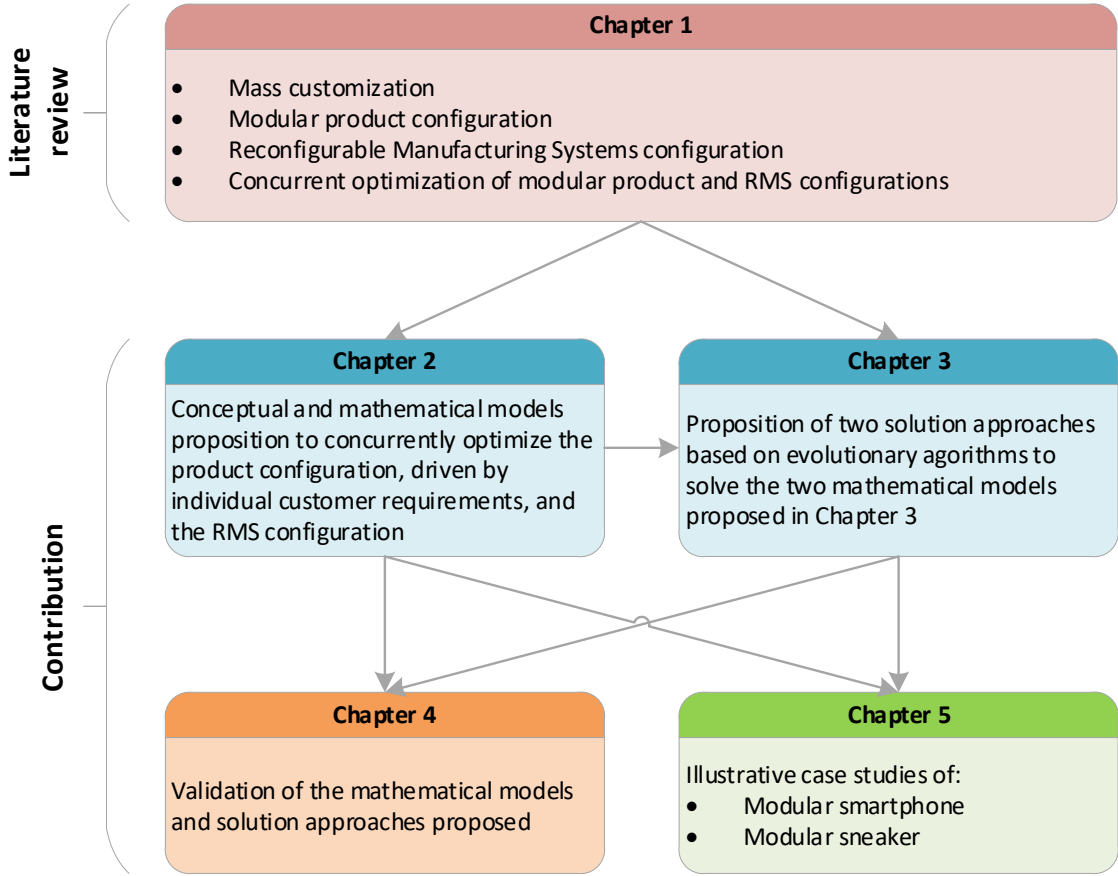 Literature
review
Chapter 1
• Mass customization
• Modular product configuration
• Reconfigurable Manufacturing Systems configuration
• Concurrent optimization of modular product and RMS configurations
Contribution
Chapter 2
Conceptual and mathematical models
proposition to concurrently optimize the
product configuration, driven by
individual customer requirements, and
the RMS configuration
Chapter 3
Proposition of two solution approaches
based on evolutionary agorithms to
solve the two mathematical models
proposed in Chapter 3
Chapter 4
Validation of the mathematical models
and solution approaches proposed
Chapter 5
Illustrative case studies of:
• Modular smartphone
• Modular sneaker